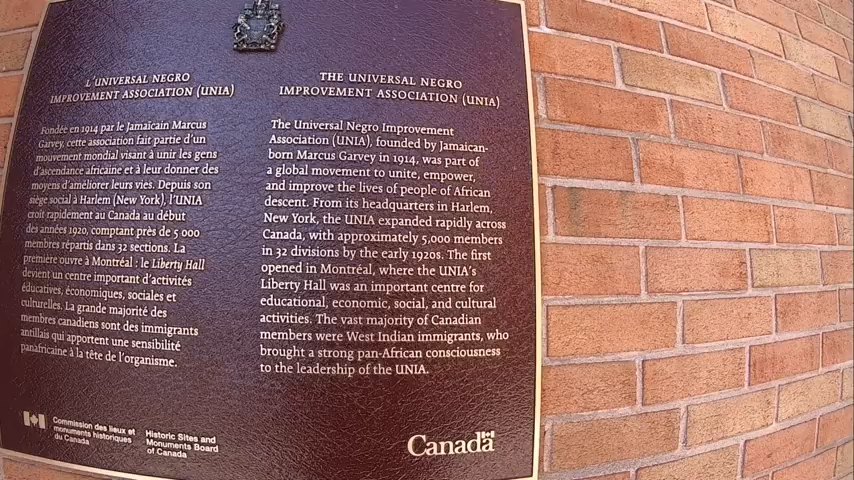 L'UNIVERSAL NEGRO
IMPROVEMENT ASSOCIATION (UNIA)
Fondée en 1914 par le Jamaïcain Marcus
Garvey, cette association fait partie d'un
mouvement mondial visant à unir les gens
d'ascendance africaine et à leur donner des
moyens d'améliorer leurs vies. Depuis son
siège social à Harlem (New York), l'UNIA
croît rapidement au Canada au début
des années 1920, comptant près de 5 000
membres répartis dans 32 sections. La
première ouvre à Montréal : le Liberty Hall
devient un centre important d'activités
éducatives, économiques, sociales et
culturelles. La grande majorité des
membres canadiens sont des immigrants
antillais qui apportent une sensibilité
panafricaine à la tête de l'organisme.
THE UNIVERSAL NEGRO
IMPROVEMENT ASSOCIATION (UNIA)
The Universal Negro Improvement
Association (UNIA), founded by Jamaican-
born Marcus Garvey in 1914, was part of
a global movement to unite, empower,
and improve the lives of people of African
descent. From its headquarters in Harlem,
New York, the UNIA expanded rapidly across
Canada, with approximately 5,000 members
in 32 divisions by the early 1920s. The first
opened in Montréal, where the UNIA's
Liberty Hall was an important centre for
educational, economic, social, and cultural
activities. The vast majority of Canadian
members were West Indian immigrants, who
brought a strong pan-African consciousness
to the leadership of the UNIA.
Commission des lieux et
monuments historiques
du Canada
Historic Sites and
Monuments Board
of Canada
Canada